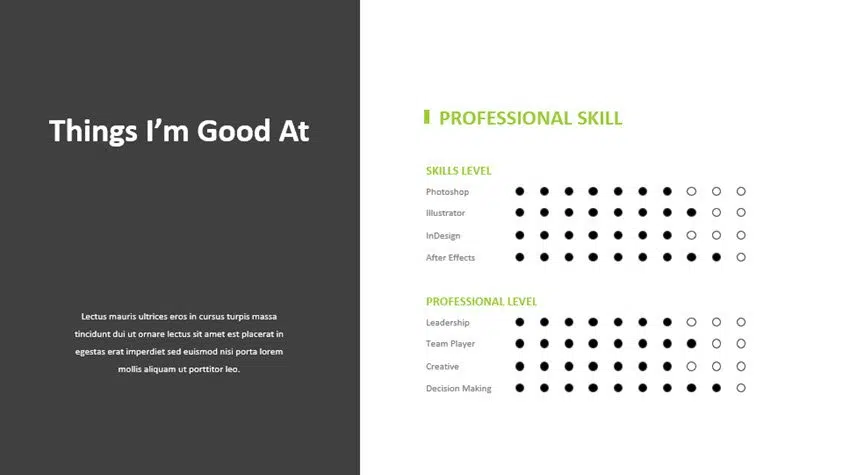 Things I'm Good At
Lectus mauris ultrices eros in cursus turpis massa
tincidunt dui ut ornare lectus sit amet est placerat in
egestas erat imperdiet sed euismod nisi porta lorem
mollis aliquam ut porttitor leo.
PROFESSIONAL SKILL
SKILLS LEVEL
Photoshop
Illustrator
InDesign
After Effects
PROFESSIONAL LEVEL
Leadership
Team Player
Creative
Decision Making